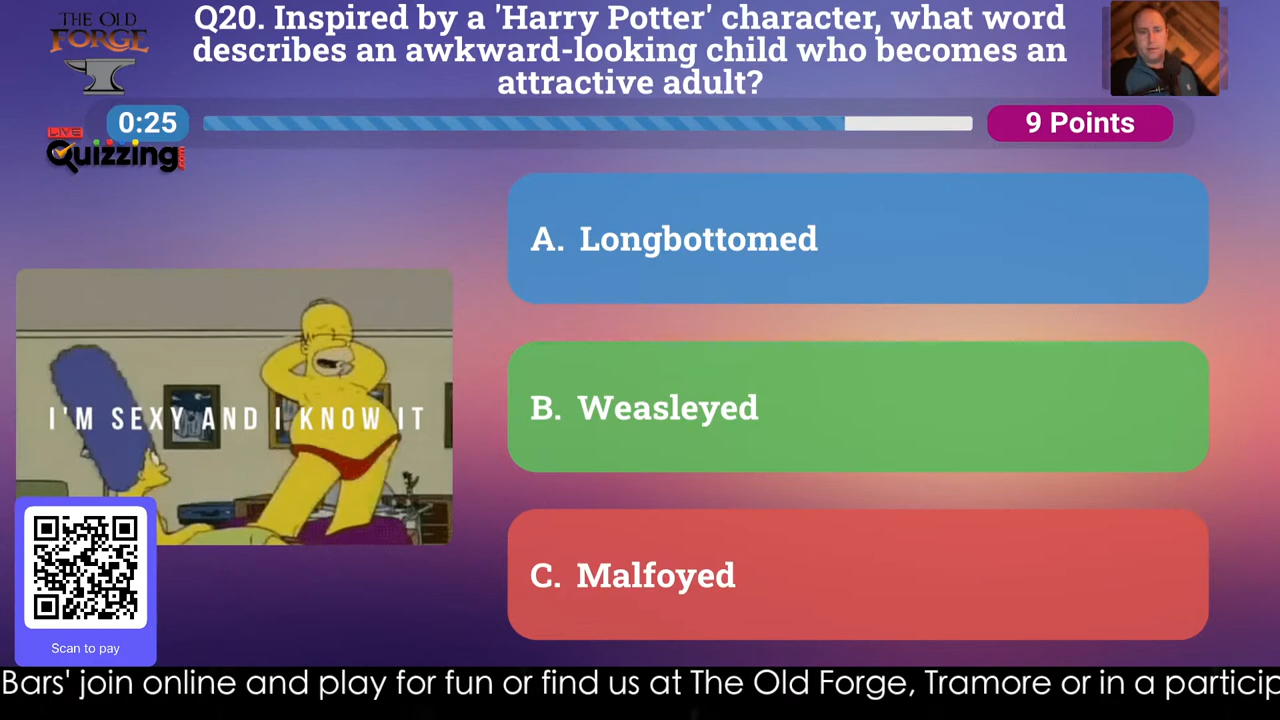 THE OLD
FORGE
Q20. Inspired by a 'Harry Potter' character, what word
describes an awkward-looking child who becomes an
attractive adult?
0:25
9 Points
LIVE
Quizzing
.com
A. Longbottomed
B. Weasleyed
C. Malfoyed
I'M SEXY AND I KNOW IT
Scan to pay
Bars' join online and play for fun or find us at The Old Forge, Tramore or in a particip